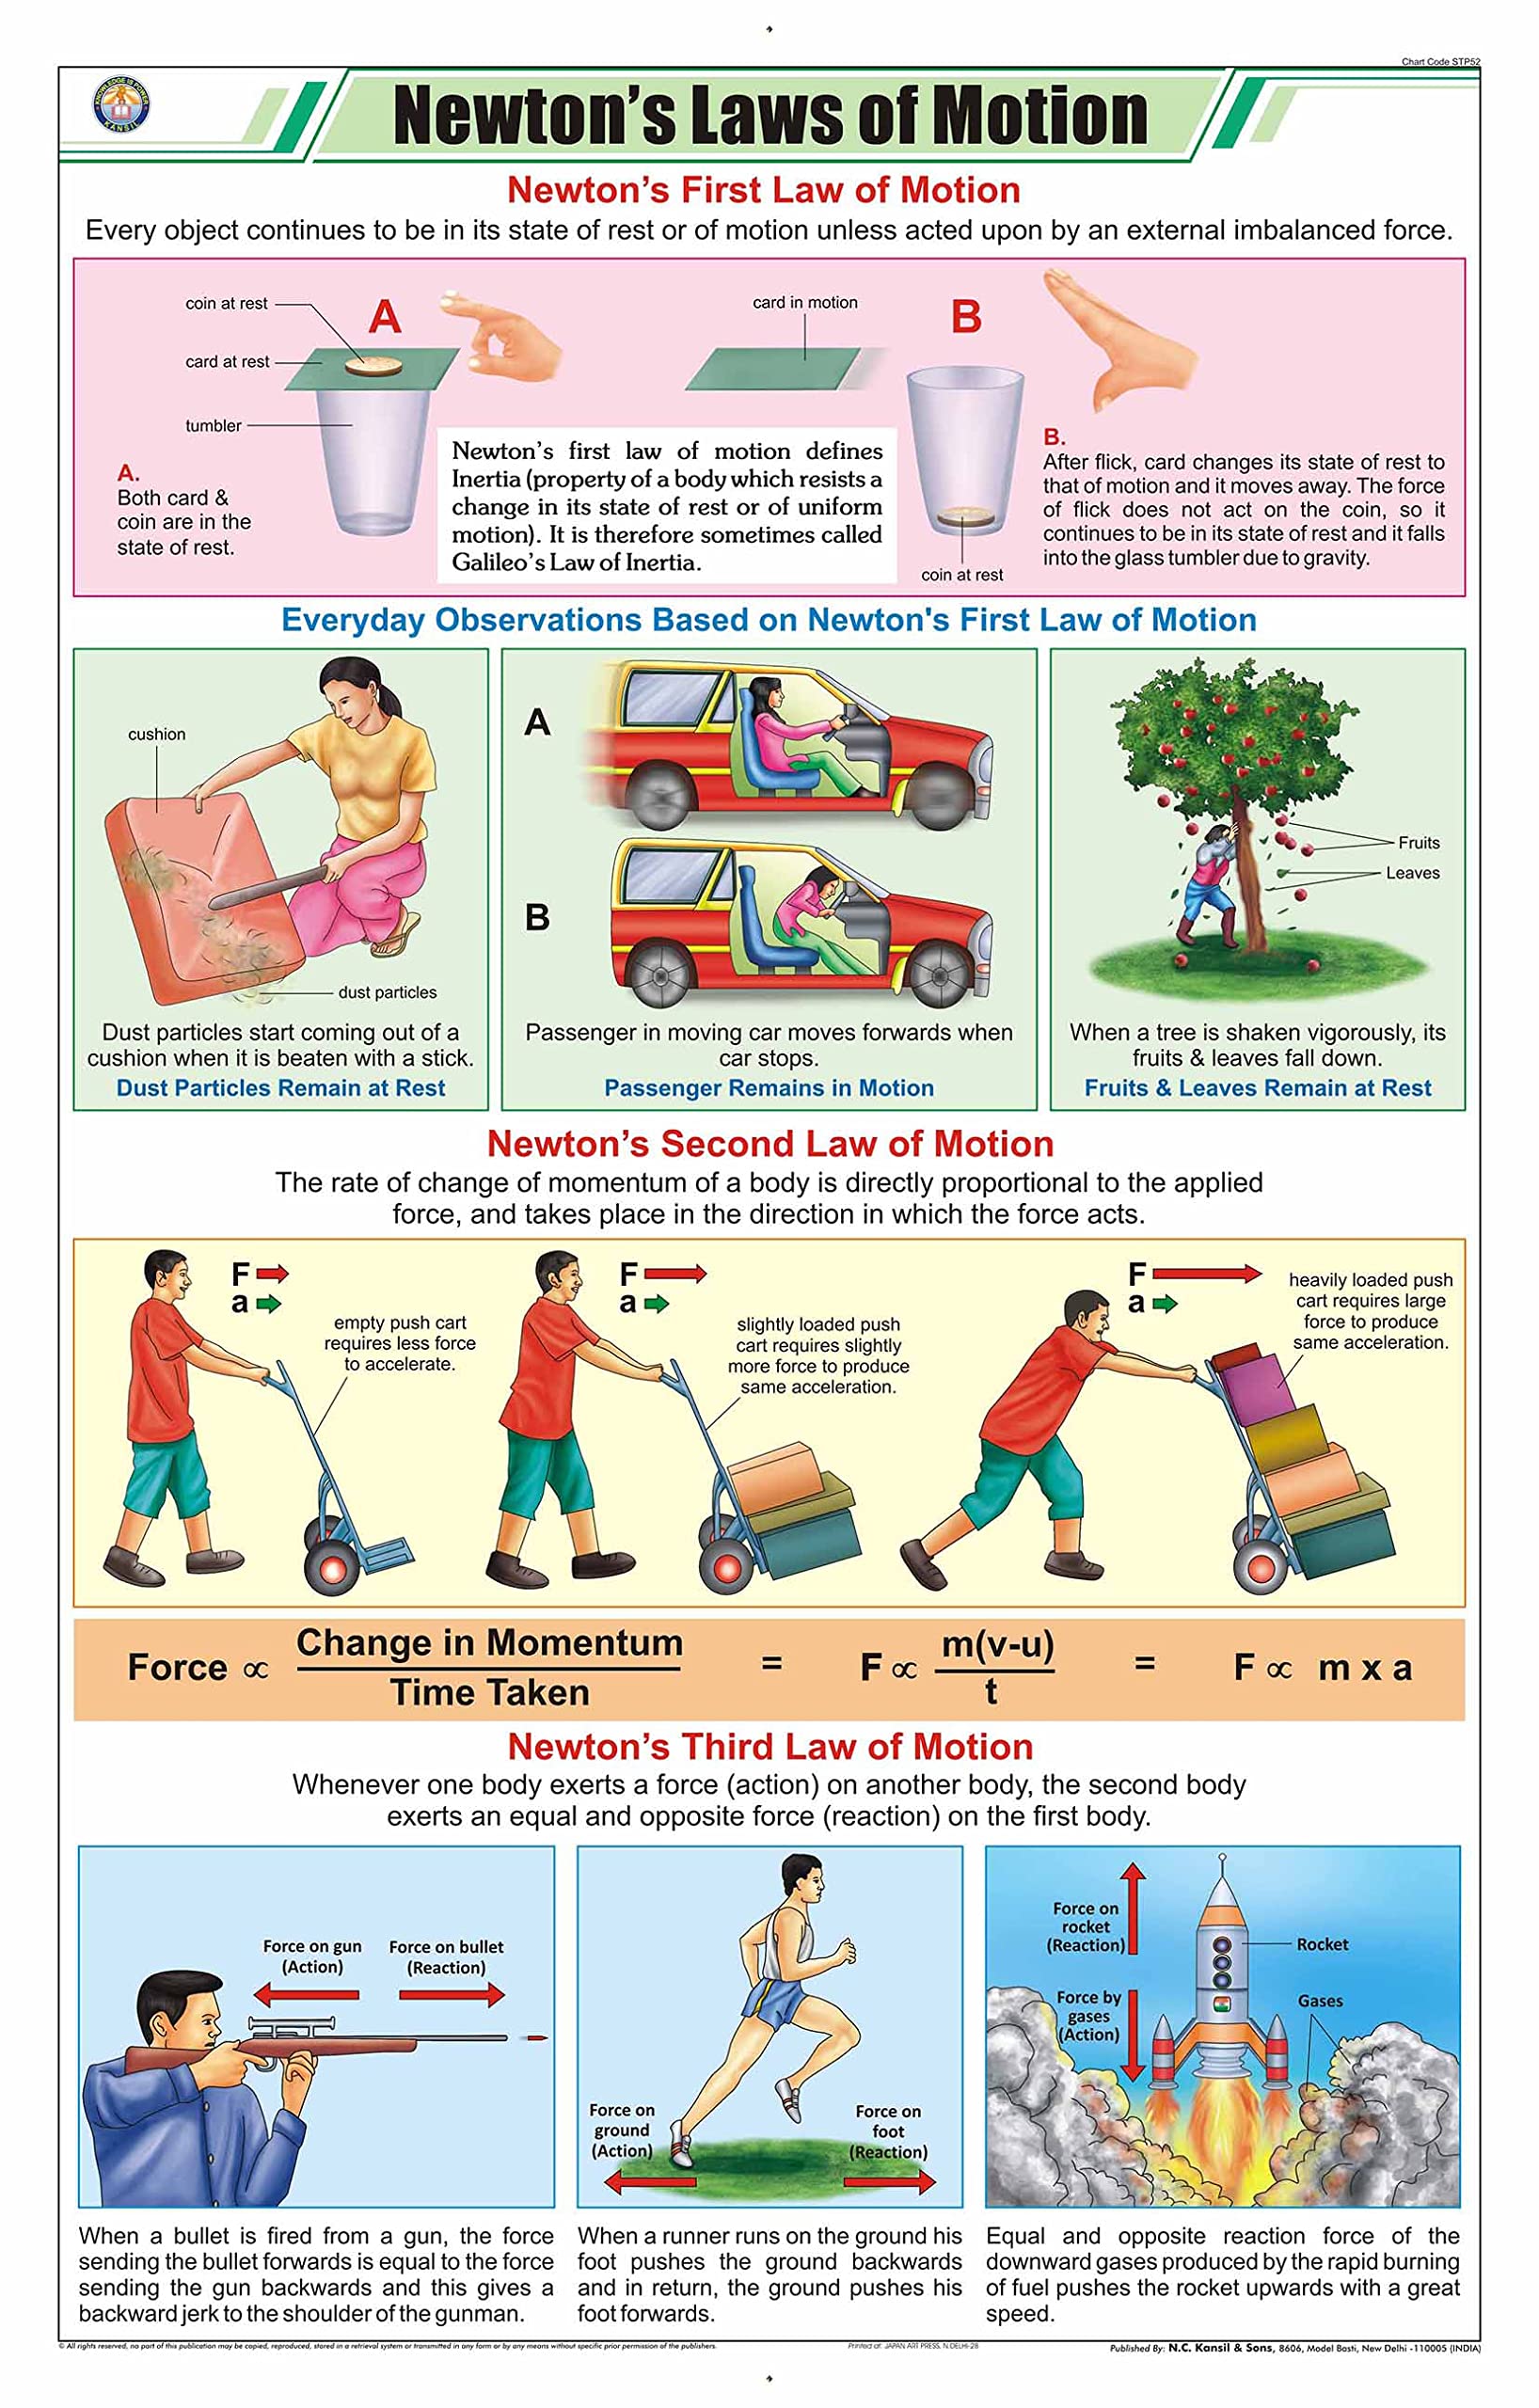 Chart Code STP52
KNOWLEDGE IS POWER
KANSIL
Newton's Laws of Motion
Newton's First Law of Motion
Every object continues to be in its state of rest or of motion unless acted upon by an external imbalanced force.
coin at rest
A
card at rest
tumbler
A.
Both card &
coin are in the
state of rest.
card in motion
B
Newton's first law of motion defines
Inertia (property of a body which resists a
change in its state of rest or of uniform
motion). It is therefore sometimes called
Galileo's Law of Inertia.
coin at rest
B.
After flick, card changes its state of rest to
that of motion and it moves away. The force
of flick does not act on the coin, so it
continues to be in its state of rest and it falls
into the glass tumbler due to gravity.
Everyday Observations Based on Newton's First Law of Motion
cushion
dust particles
Dust particles start coming out of a
cushion when it is beaten with a stick.
Dust Particles Remain at Rest
A
B
Passenger in moving car moves forwards when
car stops.
Passenger Remains in Motion
Fruits
Leaves
When a tree is shaken vigorously, its
fruits & leaves fall down.
Fruits & Leaves Remain at Rest
Newton's Second Law of Motion
The rate of change of momentum of a body is directly proportional to the applied
force, and takes place in the direction in which the force acts.
F
a
empty push cart
requires less force
to accelerate.
F
a
slightly loaded push
cart requires slightly
more force to produce
same acceleration.
F
a
heavily loaded push
cart requires large
force to produce
same acceleration.
Force ∝ Change in Momentum / Time Taken = F ∝ m(v-u) / t = F ∝ m x a
Newton's Third Law of Motion
Whenever one body exerts a force (action) on another body, the second body
exerts an equal and opposite force (reaction) on the first body.
Force on gun
(Action)
Force on bullet
(Reaction)
When a bullet is fired from a gun, the force
sending the bullet forwards is equal to the force
sending the gun backwards and this gives a
backward jerk to the shoulder of the gunman.
Force on
ground
(Action)
Force on
foot
(Reaction)
When a runner runs on the ground his
foot pushes the ground backwards
and in return, the ground pushes his
foot forwards.
Force on
rocket
(Reaction)
Force by
gases
(Action)
Rocket
Gases
Equal and opposite reaction force of the
downward gases produced by the rapid burning
of fuel pushes the rocket upwards with a great
speed.
© All rights reserved, no part of this publication may be copied, reproduced, stored in a retrieval system or transmitted in any form or by any means without specific prior permission of the publishers.
Printed at: JAPAN ART PRESS, N.DELHI-28
Published By: N.C. Kansil & Sons, 8606, Model Basti, New Delhi -110005 (INDIA)